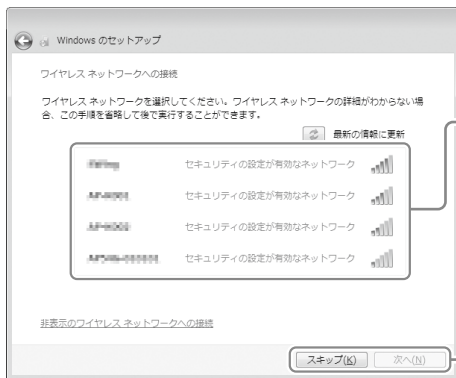 Windows のセットアップ
ワイヤレス ネットワークへの接続
ワイヤレス ネットワークを選択してください。ワイヤレス ネットワークの詳細がわからない場
合、この手順を省略して後で実行することができます。
最新の情報に更新
セキュリティの設定が有効なネットワーク
セキュリティの設定が有効なネットワーク
セキュリティの設定が有効なネットワーク
セキュリティの設定が有効なネットワーク
非表示のワイヤレス ネットワークへの接続
スキップ(K) 次へ(N)